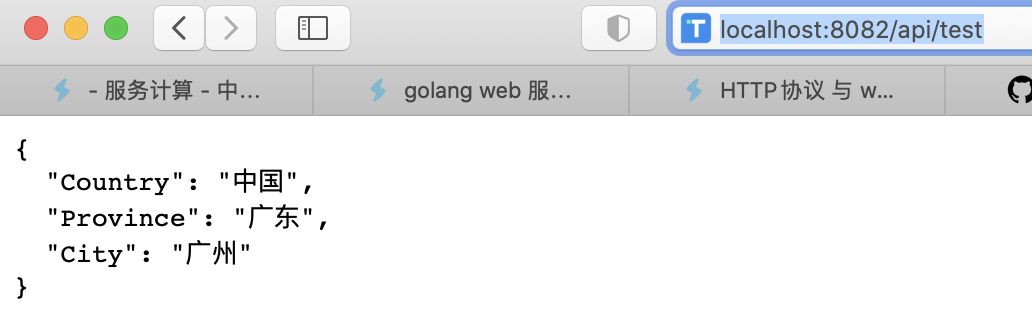 T localhost:8082/api/test
- 服务计算 - 中...
golang web 服...
HTTP协议 与 w...
{
"Country": "中国",
"Province": "广东",
"City": "广州"
}